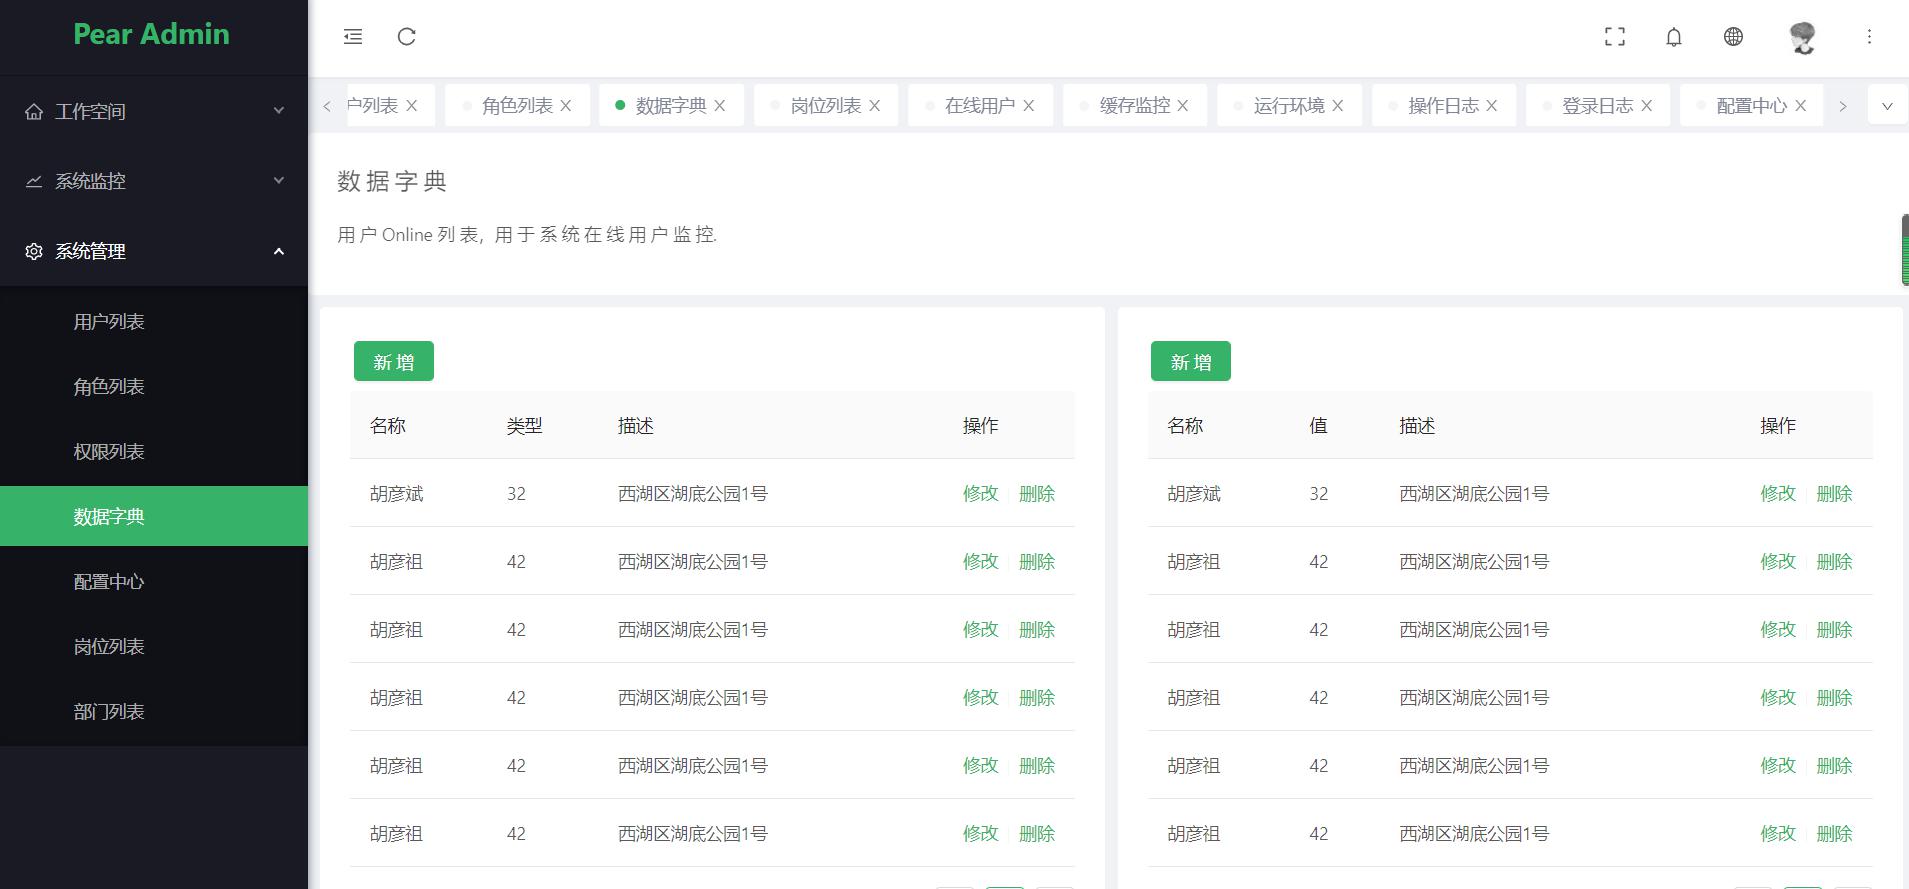 Pear Admin
工作空间
系统监控
系统管理
用户列表
角色列表
权限列表
数据字典
配置中心
岗位列表
部门列表
户列表 角色列表 数据字典 岗位列表 在线用户 缓存监控 运行环境 操作日志 登录日志 配置中心
数据字典
用户 Online 列表, 用于系统在线用户监控.
新增
名称 类型 描述 操作
胡彦斌 32 西湖区湖底公园1号 修改 删除
胡彦祖 42 西湖区湖底公园1号 修改 删除
胡彦祖 42 西湖区湖底公园1号 修改 删除
胡彦祖 42 西湖区湖底公园1号 修改 删除
胡彦祖 42 西湖区湖底公园1号 修改 删除
胡彦祖 42 西湖区湖底公园1号 修改 删除
新增
名称 值 描述 操作
胡彦斌 32 西湖区湖底公园1号 修改 删除
胡彦祖 42 西湖区湖底公园1号 修改 删除
胡彦祖 42 西湖区湖底公园1号 修改 删除
胡彦祖 42 西湖区湖底公园1号 修改 删除
胡彦祖 42 西湖区湖底公园1号 修改 删除
胡彦祖 42 西湖区湖底公园1号 修改 删除